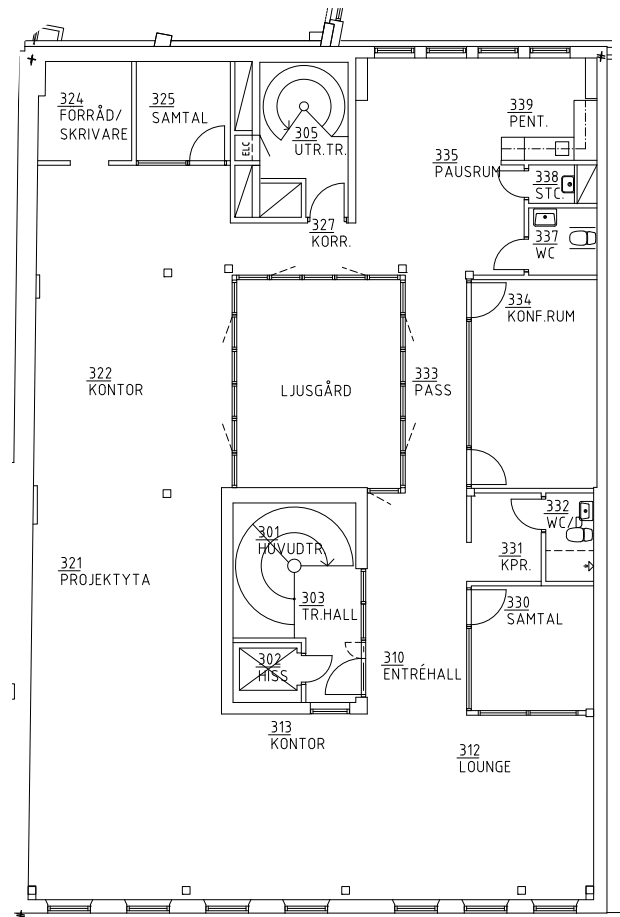 324
FÖRRÅD/
SKRIVARE
325
SAMTAL
ELC
305
UTR.TR.
339
PENT.
335
PAUSRUM
338
STÄD
327
KORR.
337
WC
334
KONF.RUM
322
KONTOR
LJUSGÅRD
333
PASS
301
HUVUDTR.
332
WC/D
331
KPR.
321
PROJEKTYTA
303
TR.HALL
330
SAMTAL
302
HISS
310
ENTRÉHALL
313
KONTOR
312
LOUNGE